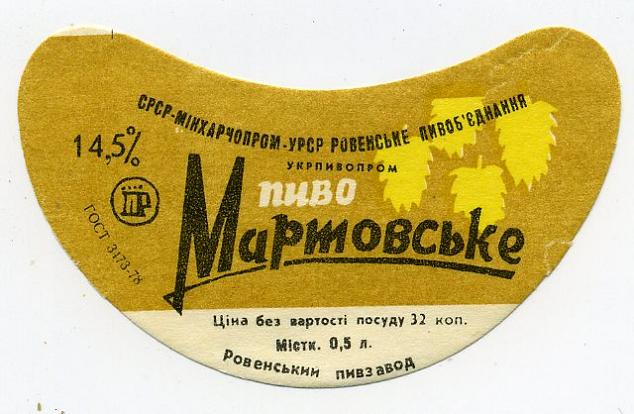 СРСР-МІНХАРЧОПРОМ-УРСР РОВЕНСЬКЕ ПИВОБ'ЄДНАННЯ
УКРПИВОПРОМ
14,5%
ПР
ГОСТ 3473-78
пиво
Мартовське
Ціна без вартості посуду 32 коп.
Містк. 0,5 л.
Ровенський пивзавод